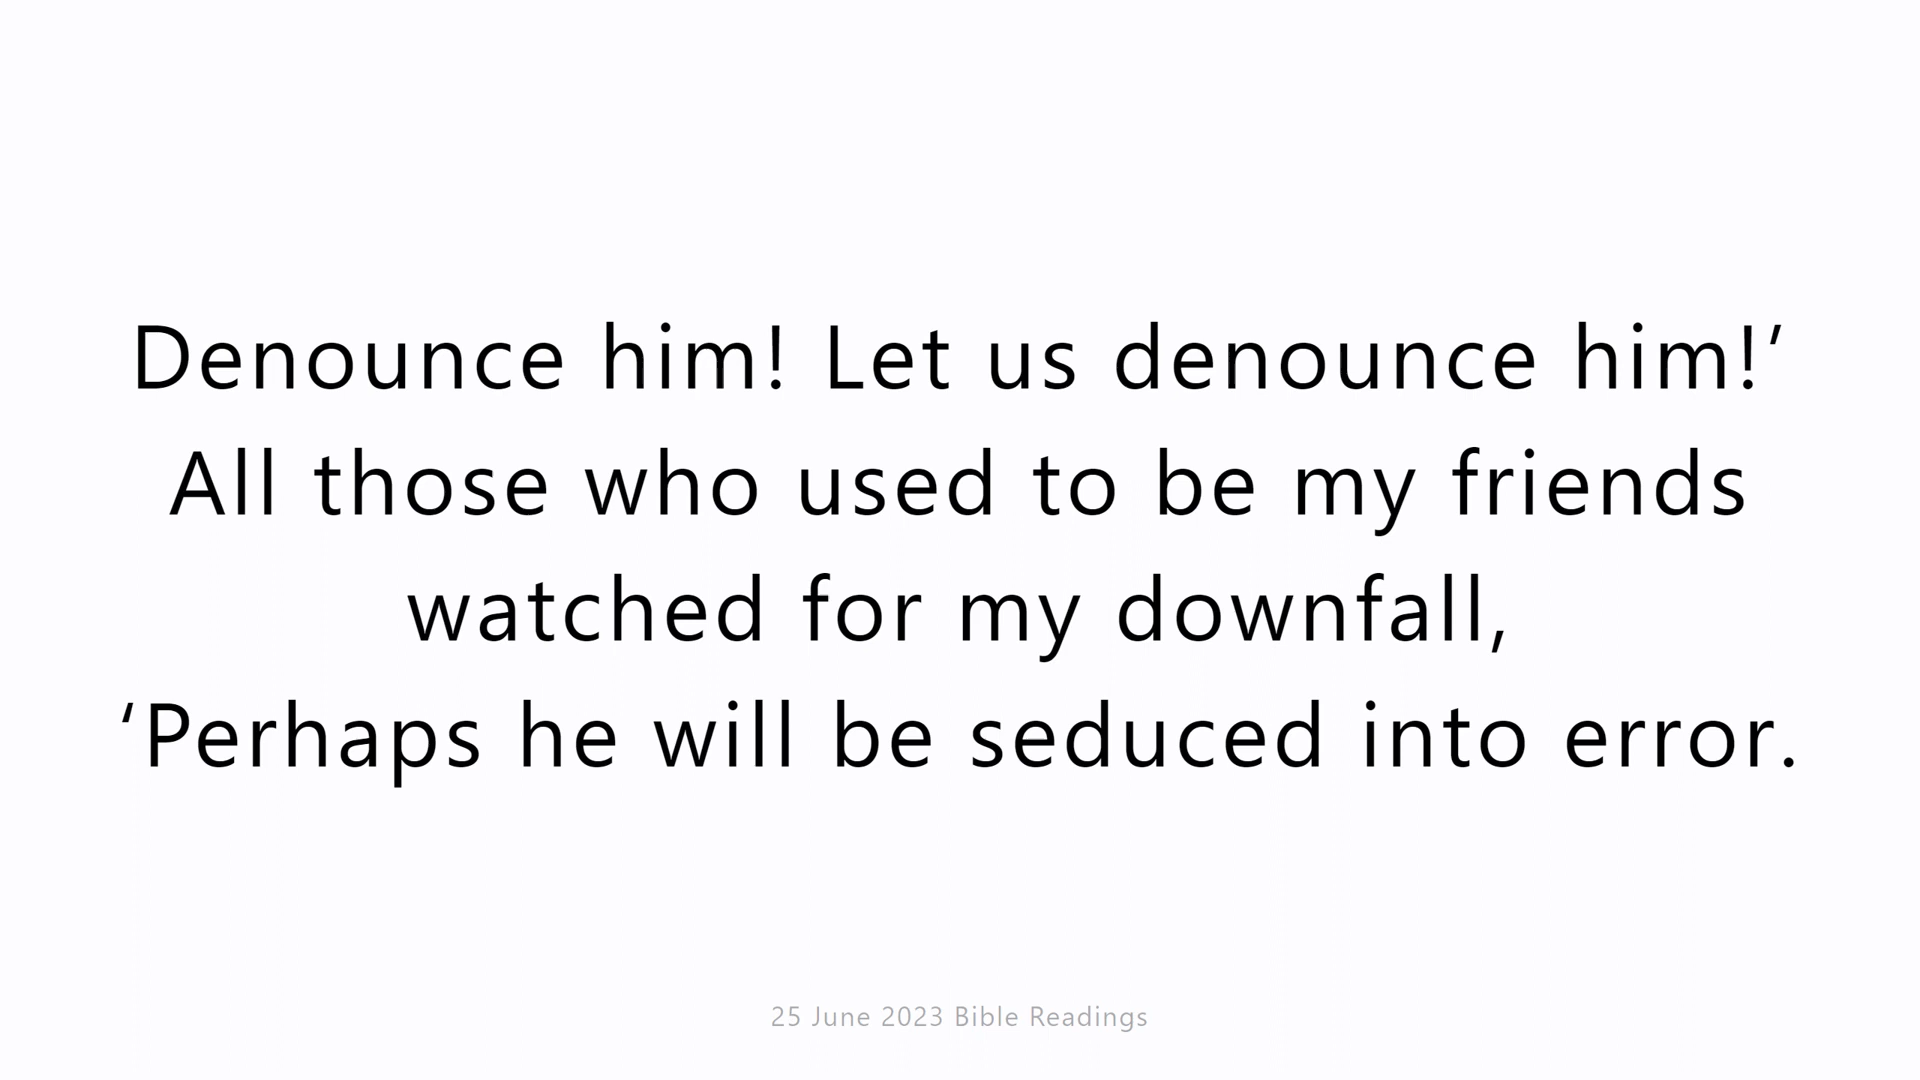 Denounce him! Let us denounce him!’
All those who used to be my friends
watched for my downfall,
‘Perhaps he will be seduced into error.
25 June 2023 Bible Readings